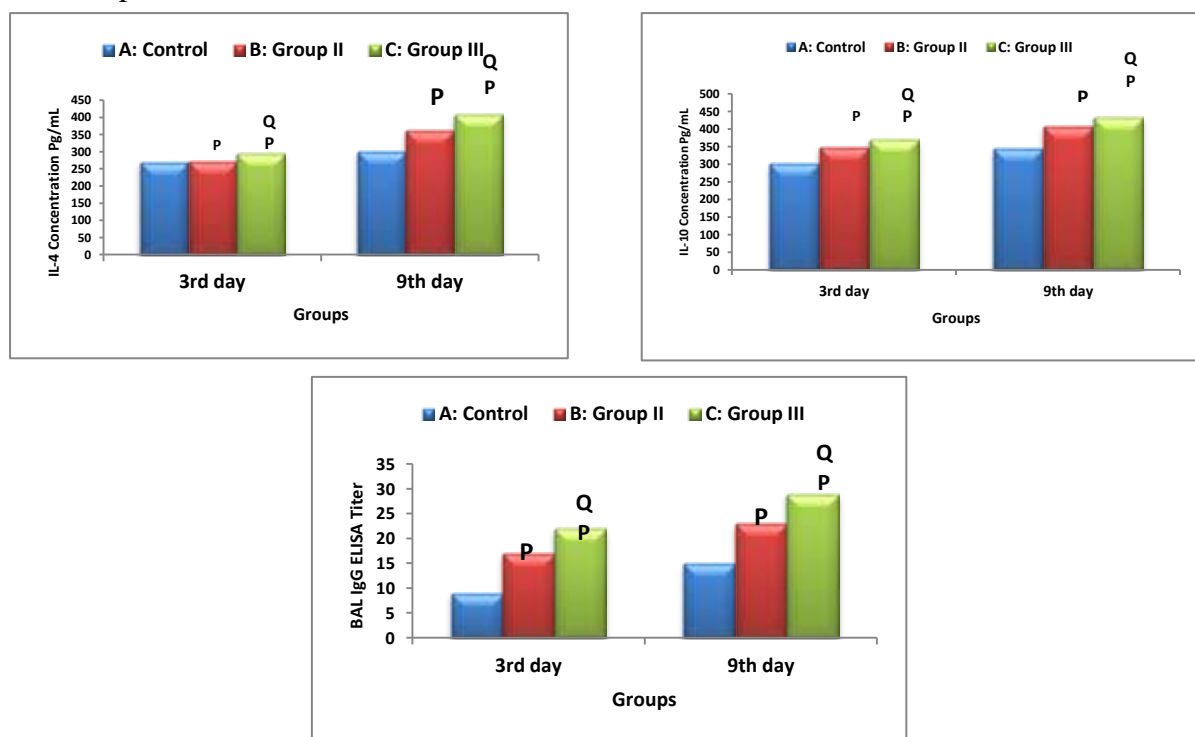 A: Control B: Group II C: Group III
Q
P
P
Q
P
P
450
400
350
300
250
200
150
100
50
0
IL-4 Concentration Pg/mL
3rd day 9th day
Groups
A: Control B: Group II C: Group III
Q
P
P
Q
P
P
500
450
400
350
300
250
200
150
100
50
0
IL-10 Concentration Pg/mL
3rd day 9th day
Groups
A: Control B: Group II C: Group III
Q
P
P
Q
P
P
35
30
25
20
15
10
5
0
BAL IgG ELISA Titer
3rd day 9th day
Groups